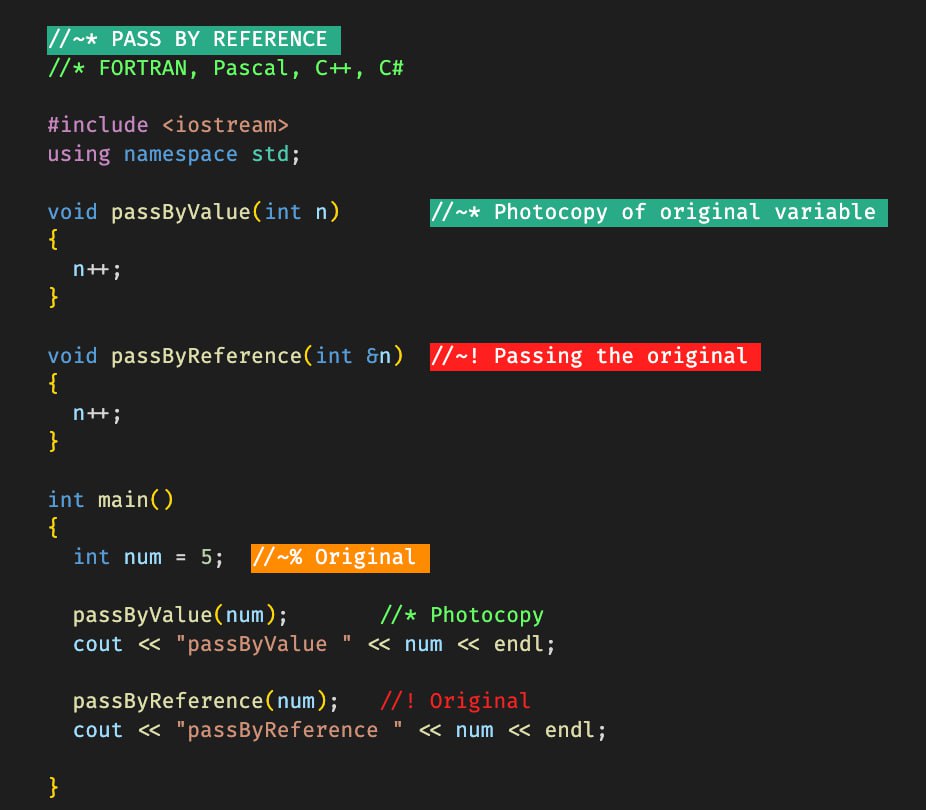 //~* PASS BY REFERENCE
//* FORTRAN, Pascal, C++, C#
#include <iostream>
using namespace std;
void passByValue(int n) //~* Photocopy of original variable
{
n++;
}
void passByReference(int &n) //~! Passing the original
{
n++;
}
int main()
{
int num = 5; //~% Original
passByValue(num); //* Photocopy
cout << "passByValue " << num << endl;
passByReference(num); //! Original
cout << "passByReference " << num << endl;
}